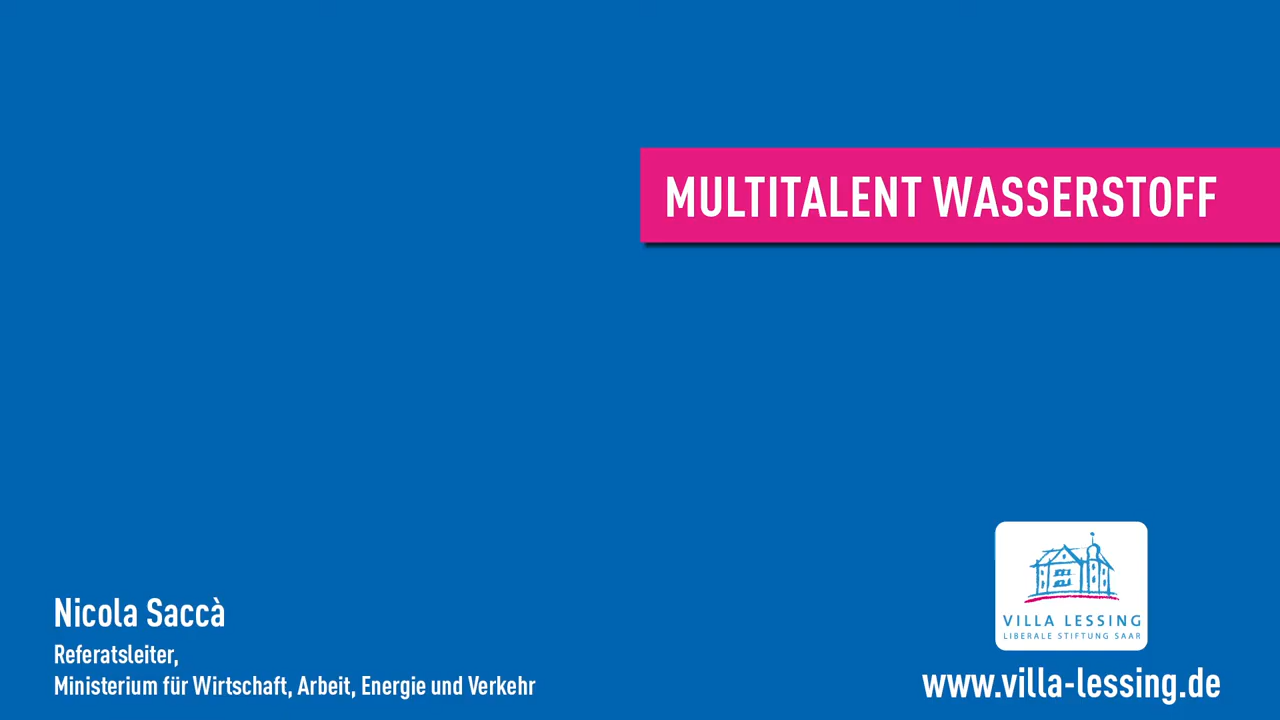 MULTITALENT WASSERSTOFF
Nicola Saccà
Referatsleiter,
Ministerium für Wirtschaft, Arbeit, Energie und Verkehr
VILLA LESSING
LIBERALE STIFTUNG SAAR
www.villa-lessing.de